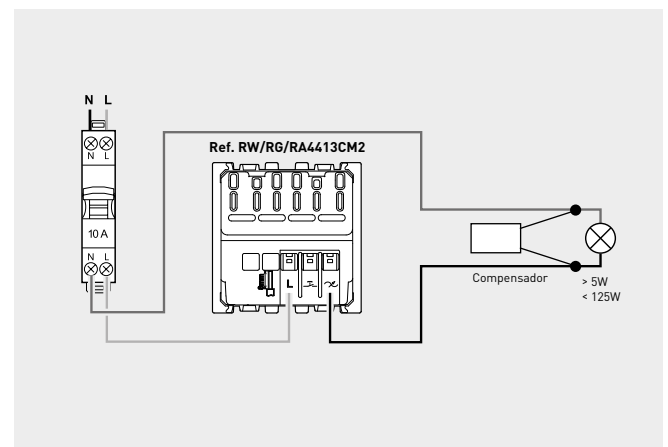 N L
Ref. RW/RG/RA4413CM2
N L
10 A
N L
L
Compensador
> 5W
< 125W